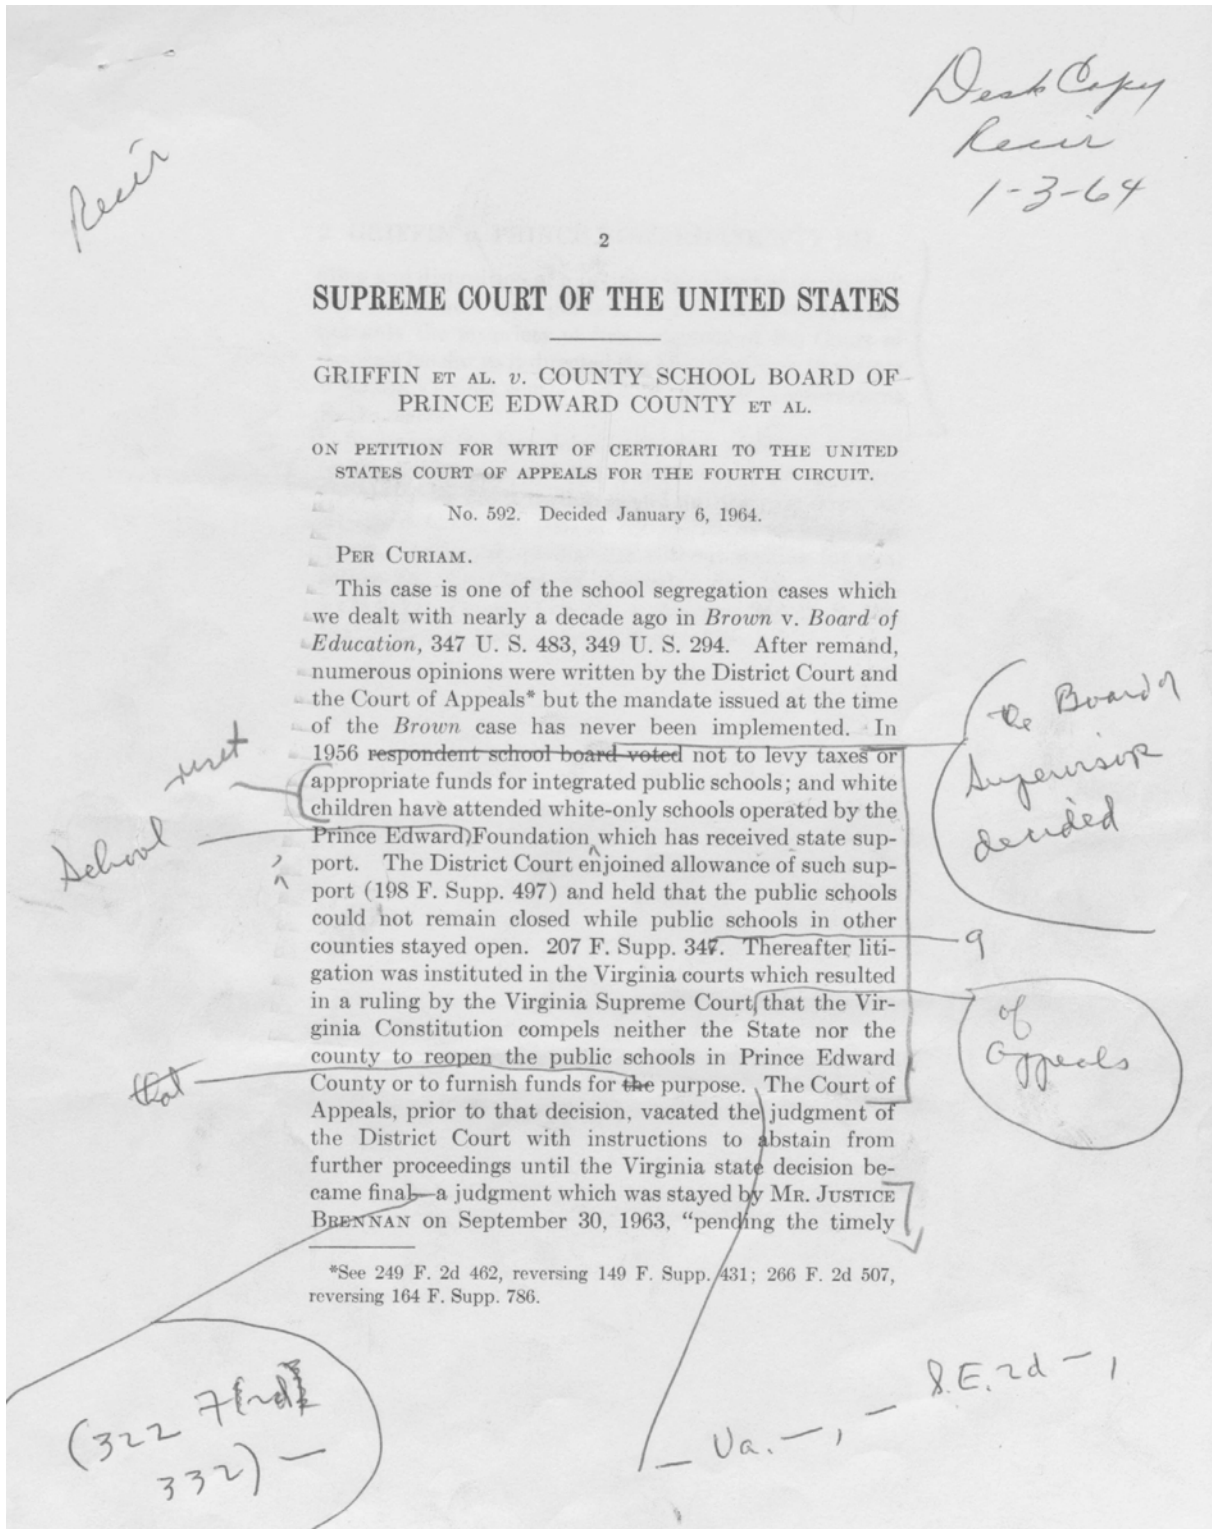 Desk Copy
Recir
1-3-64
Recir
2
SUPREME COURT OF THE UNITED STATES
GRIFFIN ET AL. v. COUNTY SCHOOL BOARD OF
PRINCE EDWARD COUNTY ET AL.
ON PETITION FOR WRIT OF CERTIORARI TO THE UNITED
STATES COURT OF APPEALS FOR THE FOURTH CIRCUIT.
No. 592. Decided January 6, 1964.
PER CURIAM.
This case is one of the school segregation cases which
we dealt with nearly a decade ago in Brown v. Board of
Education, 347 U. S. 483, 349 U. S. 294. After remand,
numerous opinions were written by the District Court and
the Court of Appeals* but the mandate issued at the time
of the Brown case has never been implemented. In
1956 respondent school board voted not to levy taxes or
appropriate funds for integrated public schools; and white
children have attended white-only schools operated by the
Prince Edward Foundation which has received state sup-
port. The District Court enjoined allowance of such sup-
port (198 F. Supp. 497) and held that the public schools
could not remain closed while public schools in other
counties stayed open. 207 F. Supp. 347. Thereafter liti-
gation was instituted in the Virginia courts which resulted
in a ruling by the Virginia Supreme Court that the Vir-
ginia Constitution compels neither the State nor the
county to reopen the public schools in Prince Edward
County or to furnish funds for the purpose. The Court of
Appeals, prior to that decision, vacated the judgment of
the District Court with instructions to abstain from
further proceedings until the Virginia state decision be-
came final—a judgment which was stayed by MR. JUSTICE
BRENNAN on September 30, 1963, "pending the timely
*See 249 F. 2d 462, reversing 149 F. Supp. 431; 266 F. 2d 507,
reversing 164 F. Supp. 786.
the Board of
Supervisors
decided
reset
School
,
9
of
Appeals
that
(322 F. 2d
332) —
— Va. —, — S.E. 2d —,